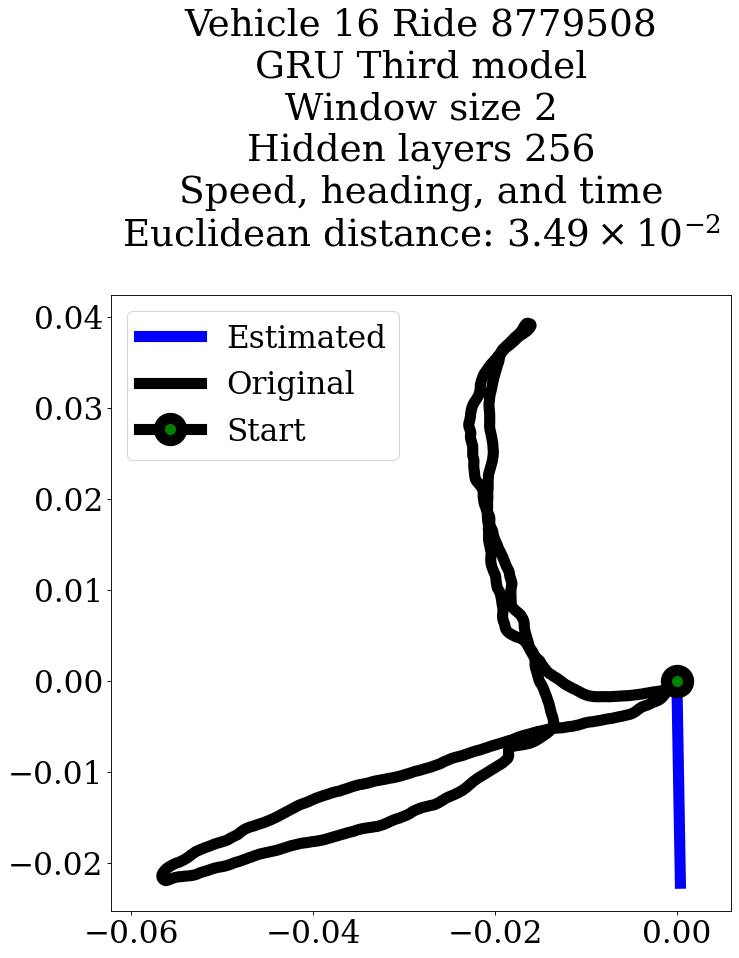 Vehicle 16 Ride 8779508
GRU Third model
Window size 2
Hidden layers 256
Speed, heading, and time
Euclidean distance: 3.49 × 10⁻²
Estimated
Original
Start
0.04
0.03
0.02
0.01
0.00
−0.01
−0.02
−0.06 −0.04 −0.02 0.00